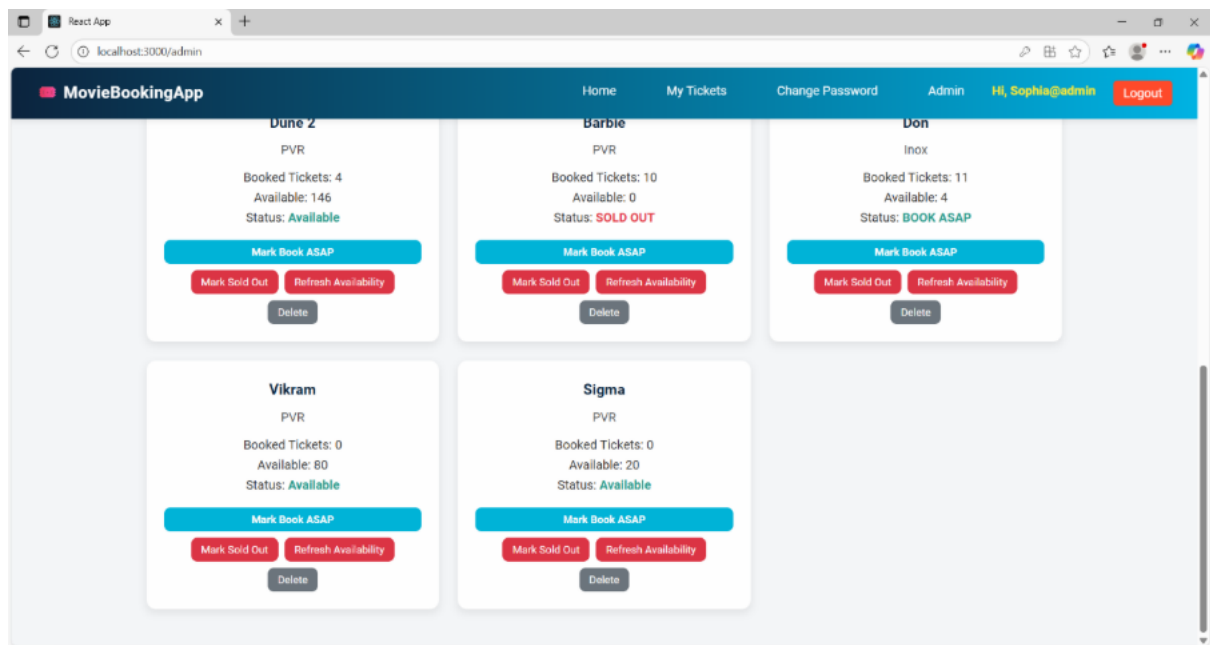 React App
localhost:3000/admin
MovieBookingApp Home My Tickets Change Password Admin Hi, Sophia@admin Logout
Dune 2
PVR
Booked Tickets: 4
Available: 146
Status: Available
Mark Book ASAP
Mark Sold Out Refresh Availability
Delete
Barbie
PVR
Booked Tickets: 10
Available: 0
Status: SOLD OUT
Mark Book ASAP
Mark Sold Out Refresh Availability
Delete
Don
Inox
Booked Tickets: 11
Available: 4
Status: BOOK ASAP
Mark Book ASAP
Mark Sold Out Refresh Availability
Delete
Vikram
PVR
Booked Tickets: 0
Available: 80
Status: Available
Mark Book ASAP
Mark Sold Out Refresh Availability
Delete
Sigma
PVR
Booked Tickets: 0
Available: 20
Status: Available
Mark Book ASAP
Mark Sold Out Refresh Availability
Delete